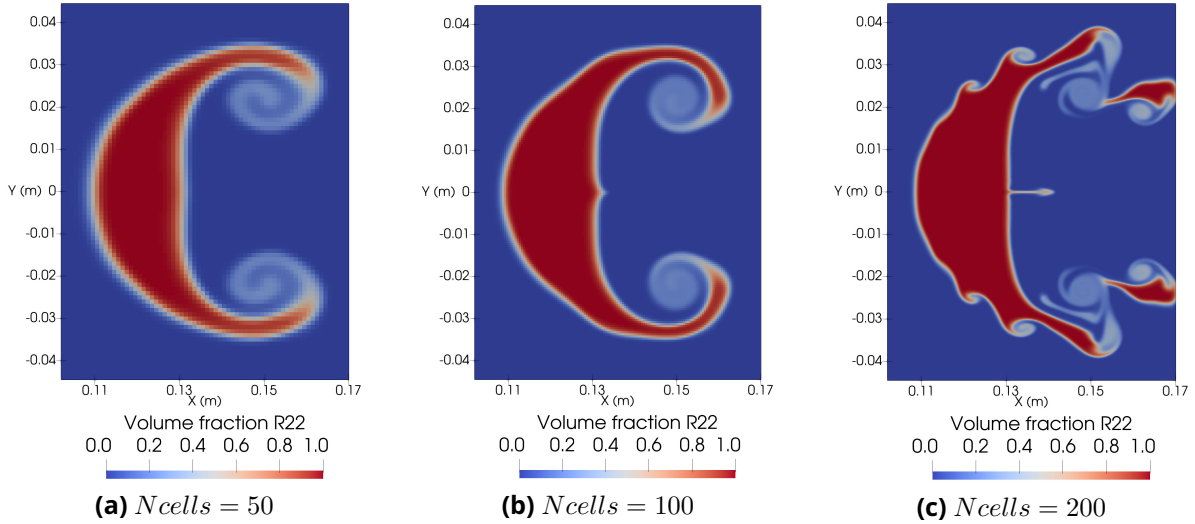 0.04
0.03
0.02
0.01
Y (m) 0
-0.01
-0.02
-0.03
-0.04
0.11 0.13 0.15 0.17
X (m)
Volume fraction R22
0.0 0.2 0.4 0.6 0.8 1.0
(a) Ncells = 50
0.04
0.03
0.02
0.01
Y (m) 0
-0.01
-0.02
-0.03
-0.04
0.11 0.13 0.15 0.17
X (m)
Volume fraction R22
0.0 0.2 0.4 0.6 0.8 1.0
(b) Ncells = 100
0.04
0.03
0.02
0.01
Y (m) 0
-0.01
-0.02
-0.03
-0.04
0.11 0.13 0.15 0.17
X (m)
Volume fraction R22
0.0 0.2 0.4 0.6 0.8 1.0
(c) Ncells = 200